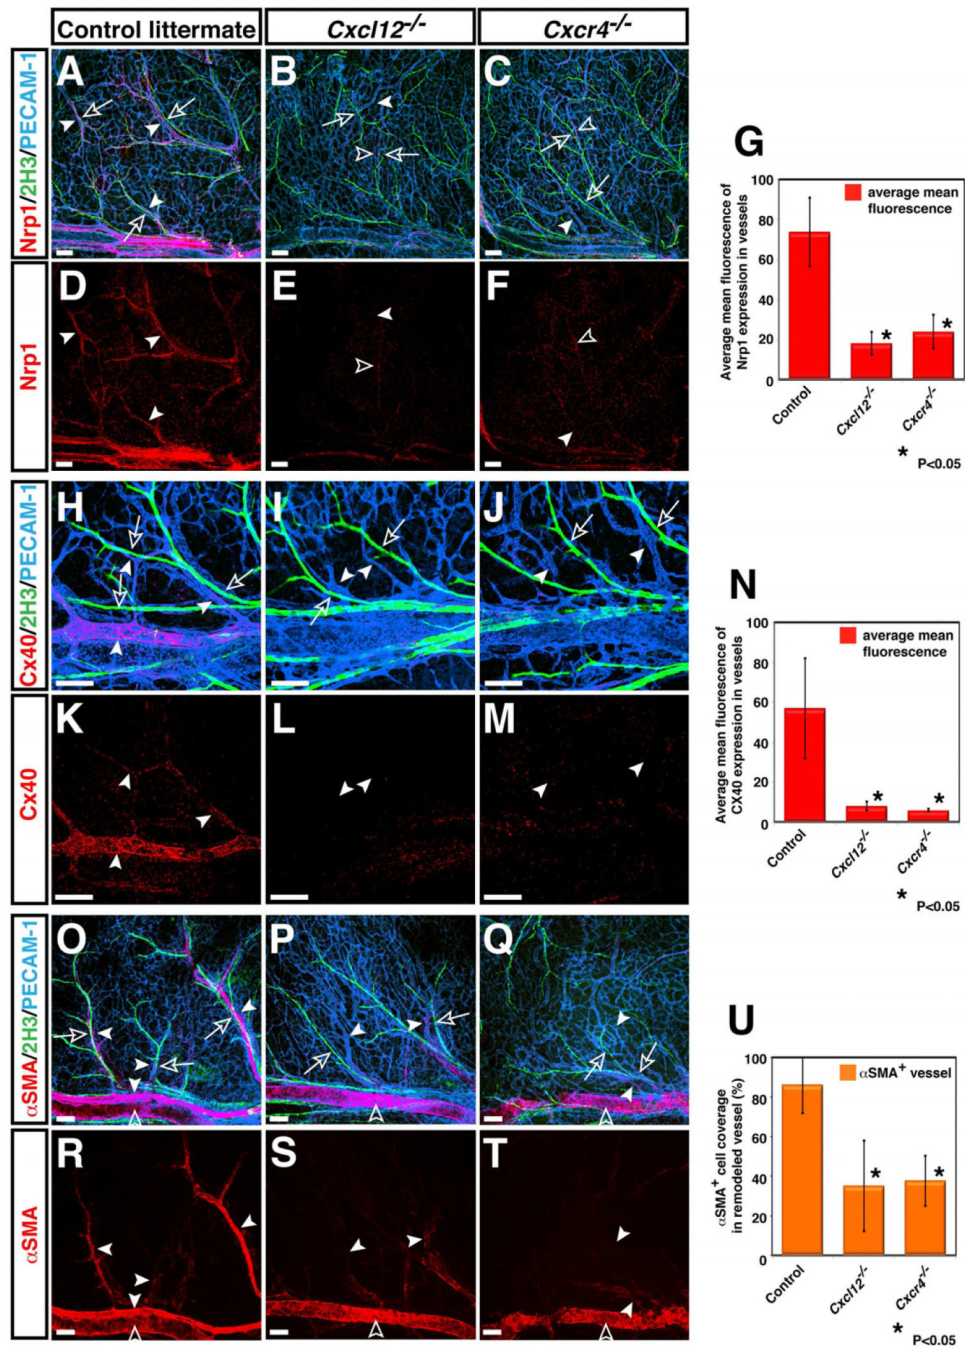 Control littermate
Cxcl12-/-
Cxcr4-/-
Nrp1/2H3/PECAM-1
A
B
C
Nrp1
D
E
F
G
average mean
fluorescence
Average mean fluorescence of
Nrp1 expression in vessels
100
80
60
40
20
0
*
*
Control
Cxcl12-/-
Cxcr4-/-
* P<0.05
Cx40/2H3/PECAM-1
H
I
J
Cx40
K
L
M
N
average mean
fluorescence
Average mean fluorescence of
CX40 expression in vessels
100
80
60
40
20
0
*
*
Control
Cxcl12-/-
Cxcr4-/-
* P<0.05
αSMA/2H3/PECAM-1
O
P
Q
αSMA
R
S
T
U
αSMA+ vessel
αSMA+ cell coverage
in remodeled vessel (%)
100
80
60
40
20
0
*
*
Control
Cxcl12-/-
Cxcr4-/-
* P<0.05